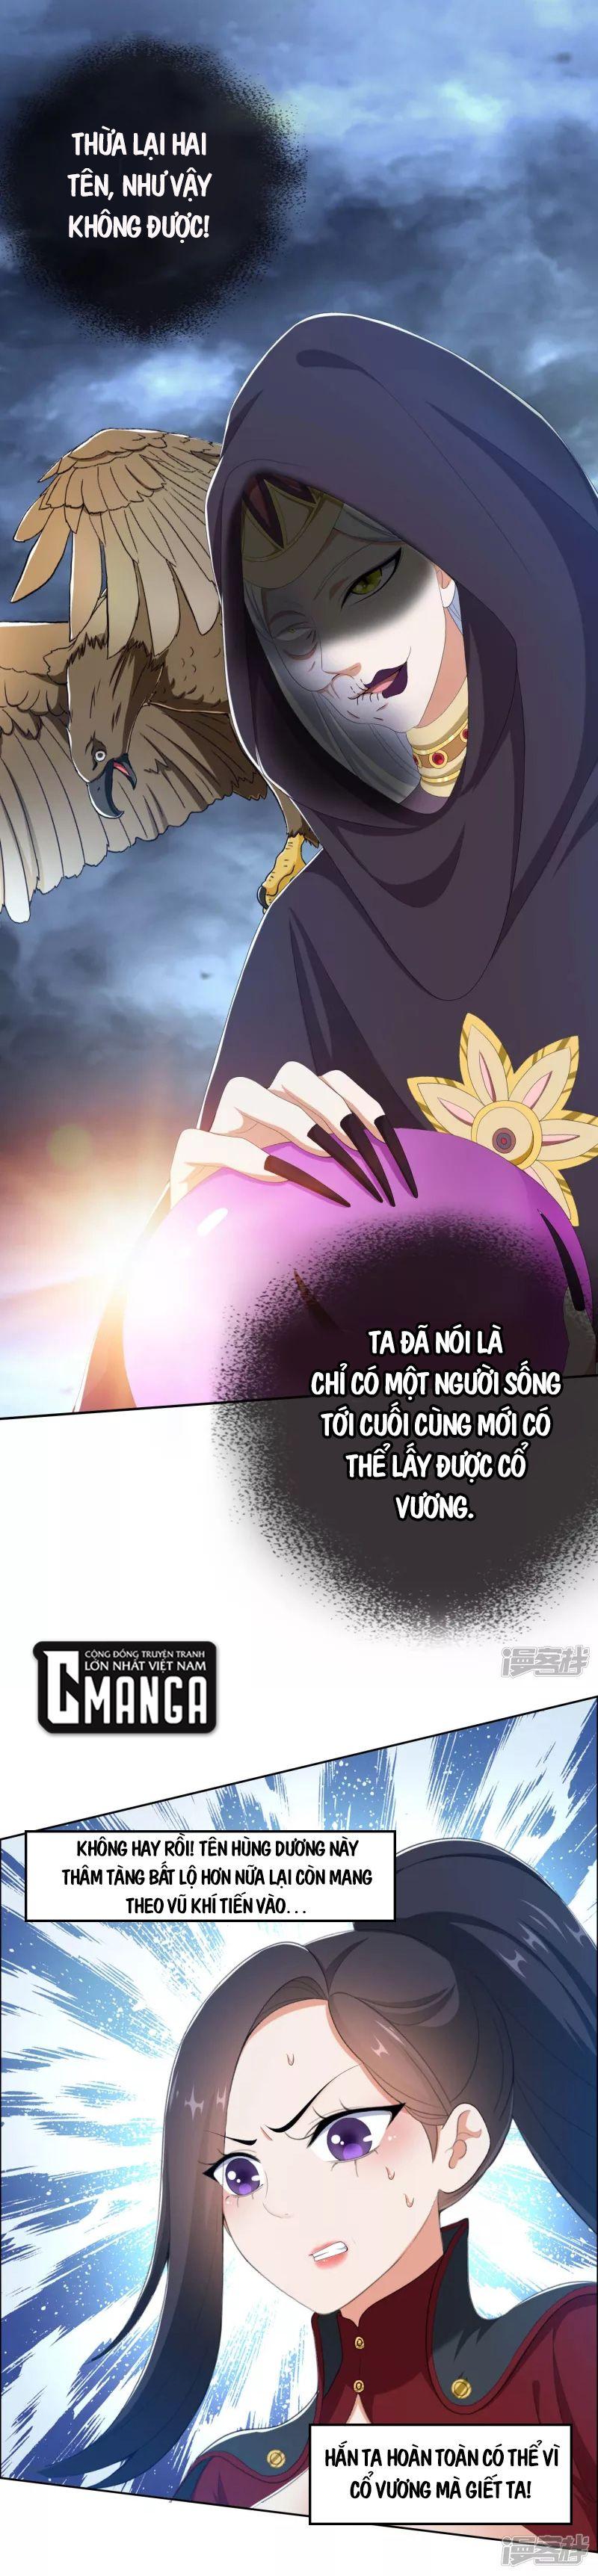 THỪA LẠI HAI
TÊN, NHƯ VẬY
KHÔNG ĐƯỢC!
TA ĐÃ NÓI LÀ
CHỈ CÓ MỘT NGƯỜI SỐNG
TỚI CUỐI CÙNG MỚI CÓ
THỂ LẤY ĐƯỢC CỔ
VƯƠNG.
漫客栈
CỘNG ĐỒNG TRUYỆN TRANH
LỚN NHẤT VIỆT NAM
CMANGA
KHÔNG HAY RỒI! TÊN HÙNG DƯƠNG NÀY
THÂM TÀNG BẤT LỘ HƠN NỮA LẠI CÒN MANG
THEO VŨ KHÍ TIẾN VÀO...
HẮN TA HOÀN TOÀN CÓ THỂ VÌ
CỔ VƯƠNG MÀ GIẾT TA!
漫客栈